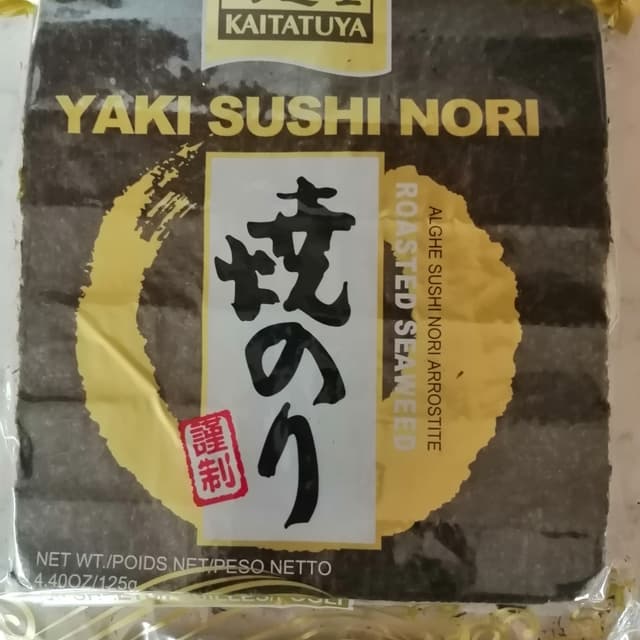 KAITATUYA
YAKI SUSHI NORI
焼のり
謹制
ROASTED SEAWEED
ALGHE SUSHI NORI ARROSTITE
NET WT./POIDS NET/PESO NETTO
4.40OZ/125g